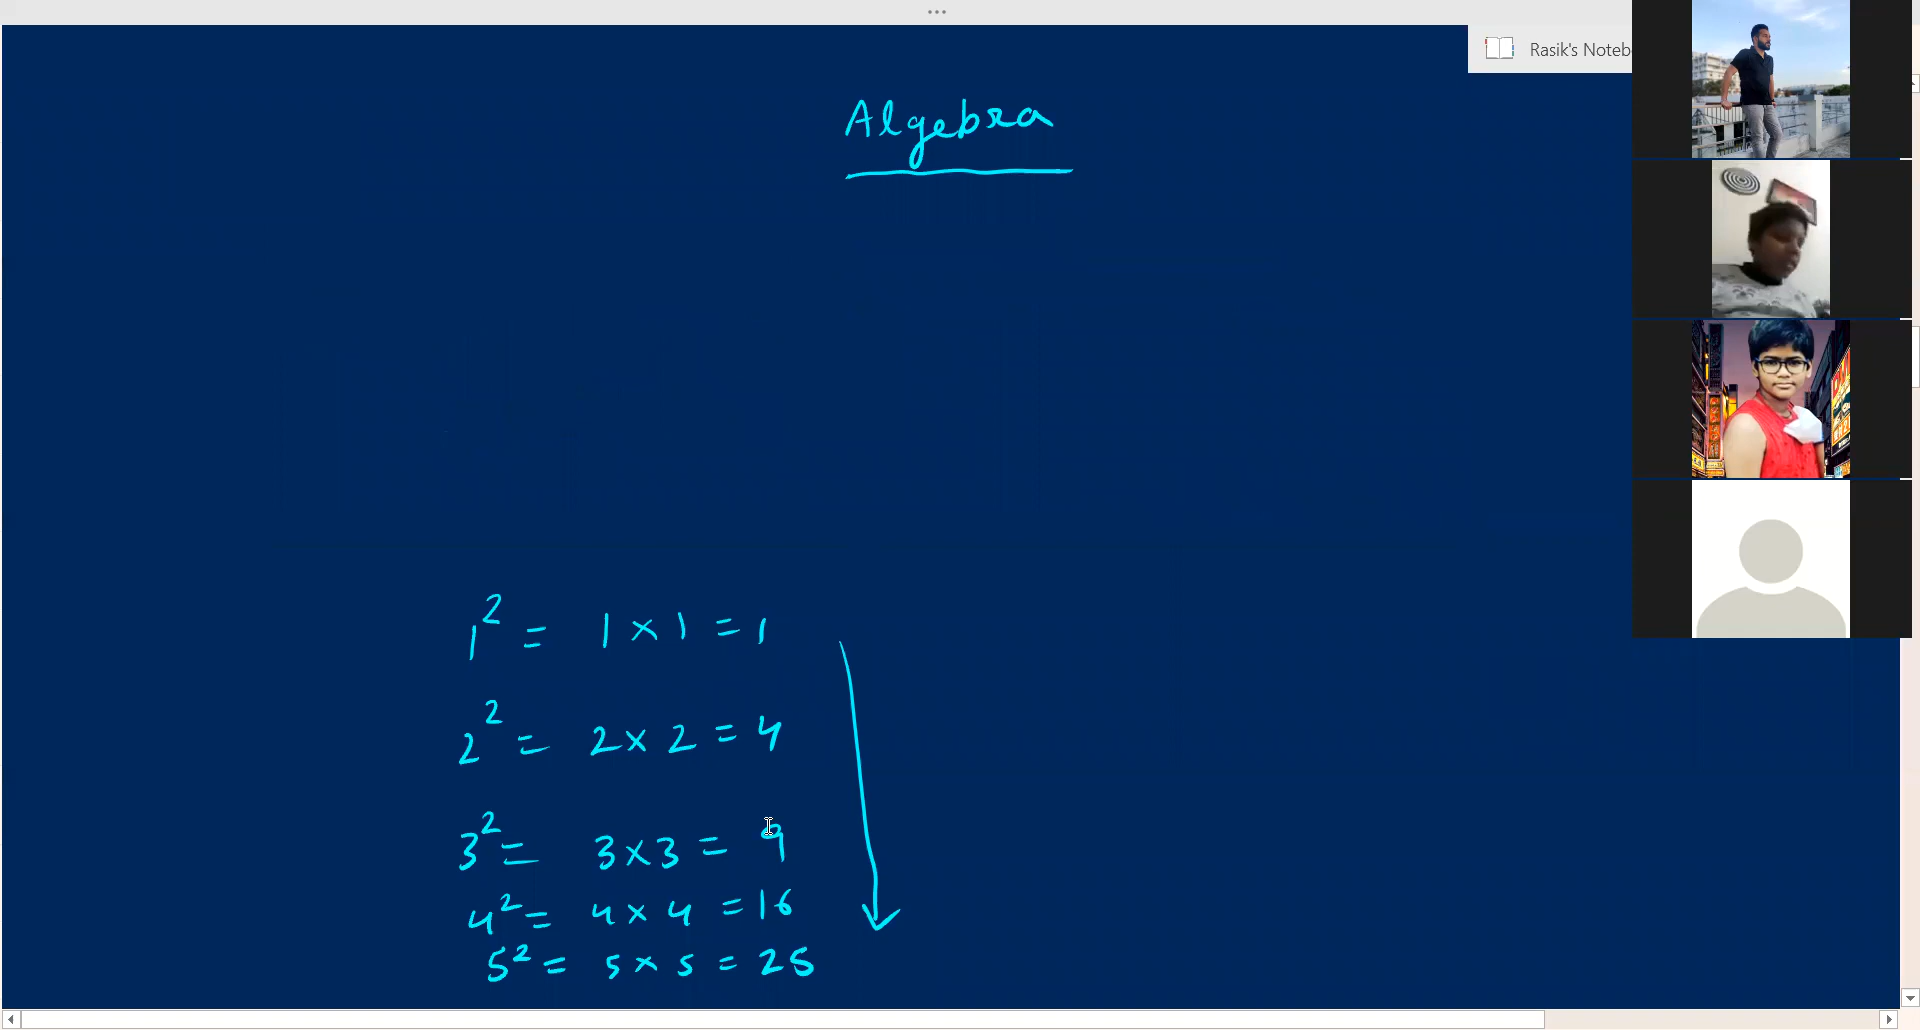 Rasik's Noteb
Algebra
1² = 1 × 1 = 1
2² = 2 × 2 = 4
3² = 3 × 3 = 9
4² = 4 × 4 = 16
5² = 5 × 5 = 25